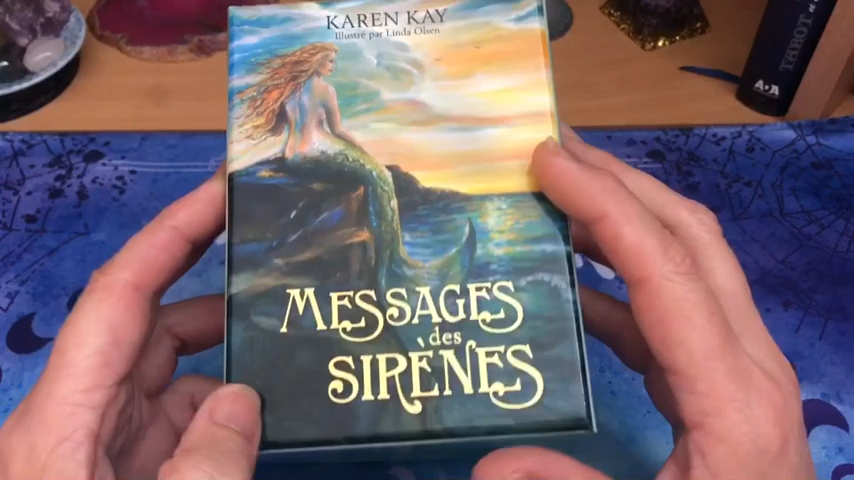 KAREN KAY
Illustré par Linda Olsen
MESSAGES
des
SIRÈNES
TAROT